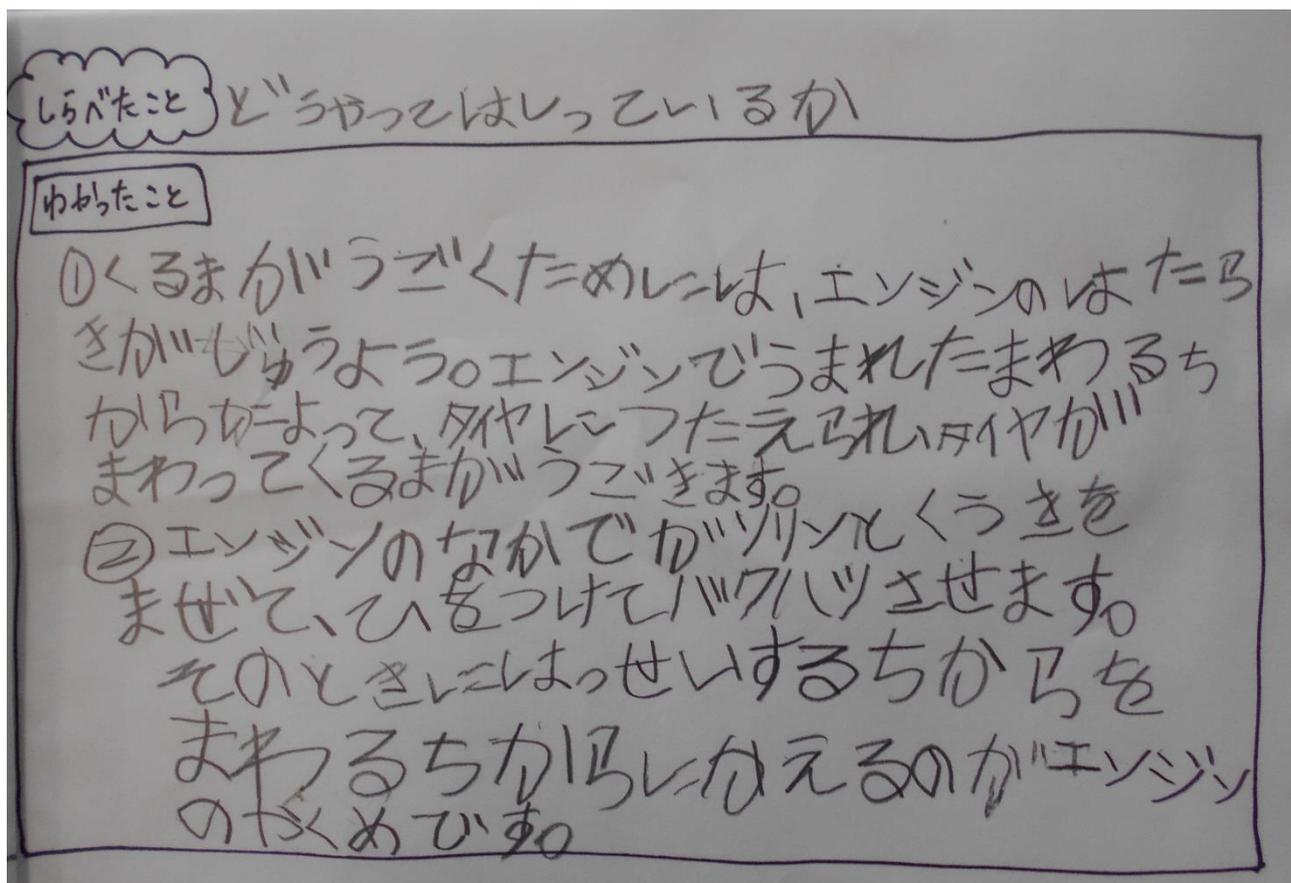 しらべたこと どうやってはしっているか
わかったこと
①くるまがうごくためには、エンジンのはたら
きがじゅうよう。エンジンでうまれたまわるち
からによって、タイヤにつたえられ、タイヤが
まわってくるまがうごきます。
②エンジンのなかでガソリンとくうきを
まぜて、ひをつけてバクハツさせます。
そのときにはっせいするちからを
まわるちからにかえるのがエンジン
のやくめです。